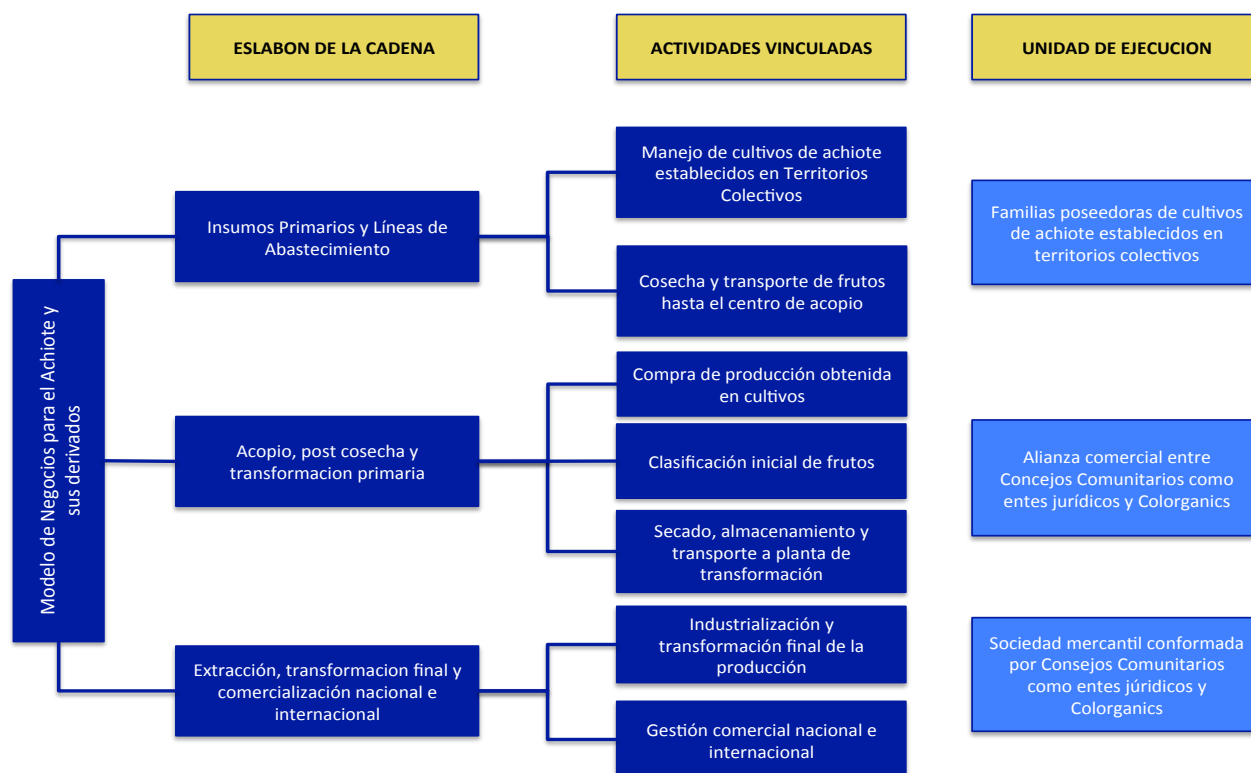 ESLABON DE LA CADENA
ACTIVIDADES VINCULADAS
UNIDAD DE EJECUCION
Modelo de Negocios para el Achiote y
sus derivados
Insumos Primarios y Líneas de
Abastecimiento
Manejo de cultivos de achiote
establecidos en Territorios
Colectivos
Cosecha y transporte de frutos
hasta el centro de acopio
Familias poseedoras de cultivos
de achiote establecidos en
territorios colectivos
Acopio, post cosecha y
transformacion primaria
Compra de producción obtenida
en cultivos
Clasificación inicial de frutos
Secado, almacenamiento y
transporte a planta de
transformación
Alianza comercial entre
Concejos Comunitarios como
entes jurídicos y Colorganics
Extracción, transformacion final y
comercialización nacional e
internacional
Industrialización y
transformación final de la
producción
Gestión comercial nacional e
internacional
Sociedad mercantil conformada
por Consejos Comunitarios
como entes júridicos y
Colorganics